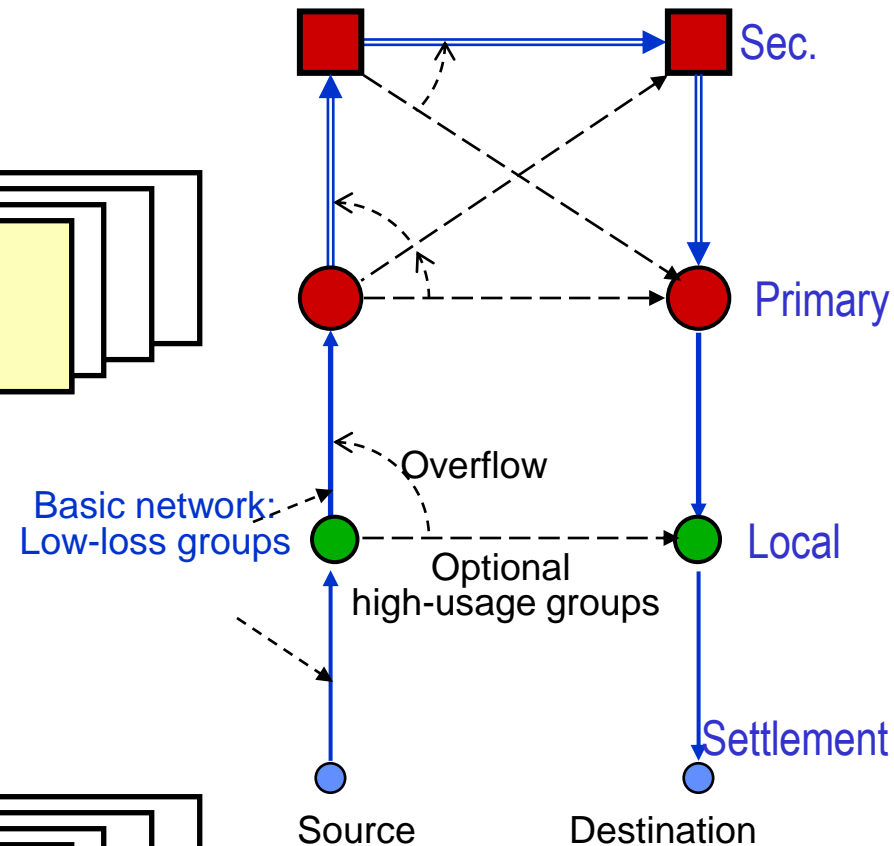 Sec.
Primary
Overflow
Basic network:
Low-loss groups
Local
Optional
high-usage groups
Settlement
Source
Destination